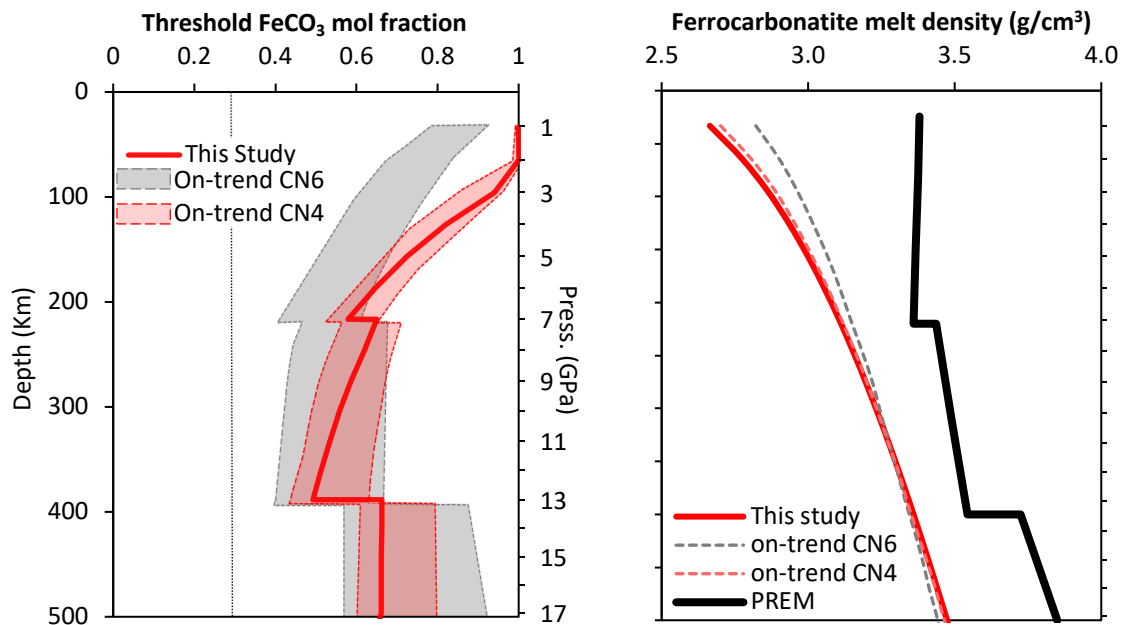 Threshold FeCO₃ mol fraction
0 0.2 0.4 0.6 0.8 1
0
100
200
300
400
500
Depth (Km)
This Study
On-trend CN6
On-trend CN4
1
3
5
7
9
11
13
15
17
Press. (GPa)
Ferrocarbonatite melt density (g/cm³)
2.5 3.0 3.5 4.0
This study
on-trend CN6
on-trend CN4
PREM